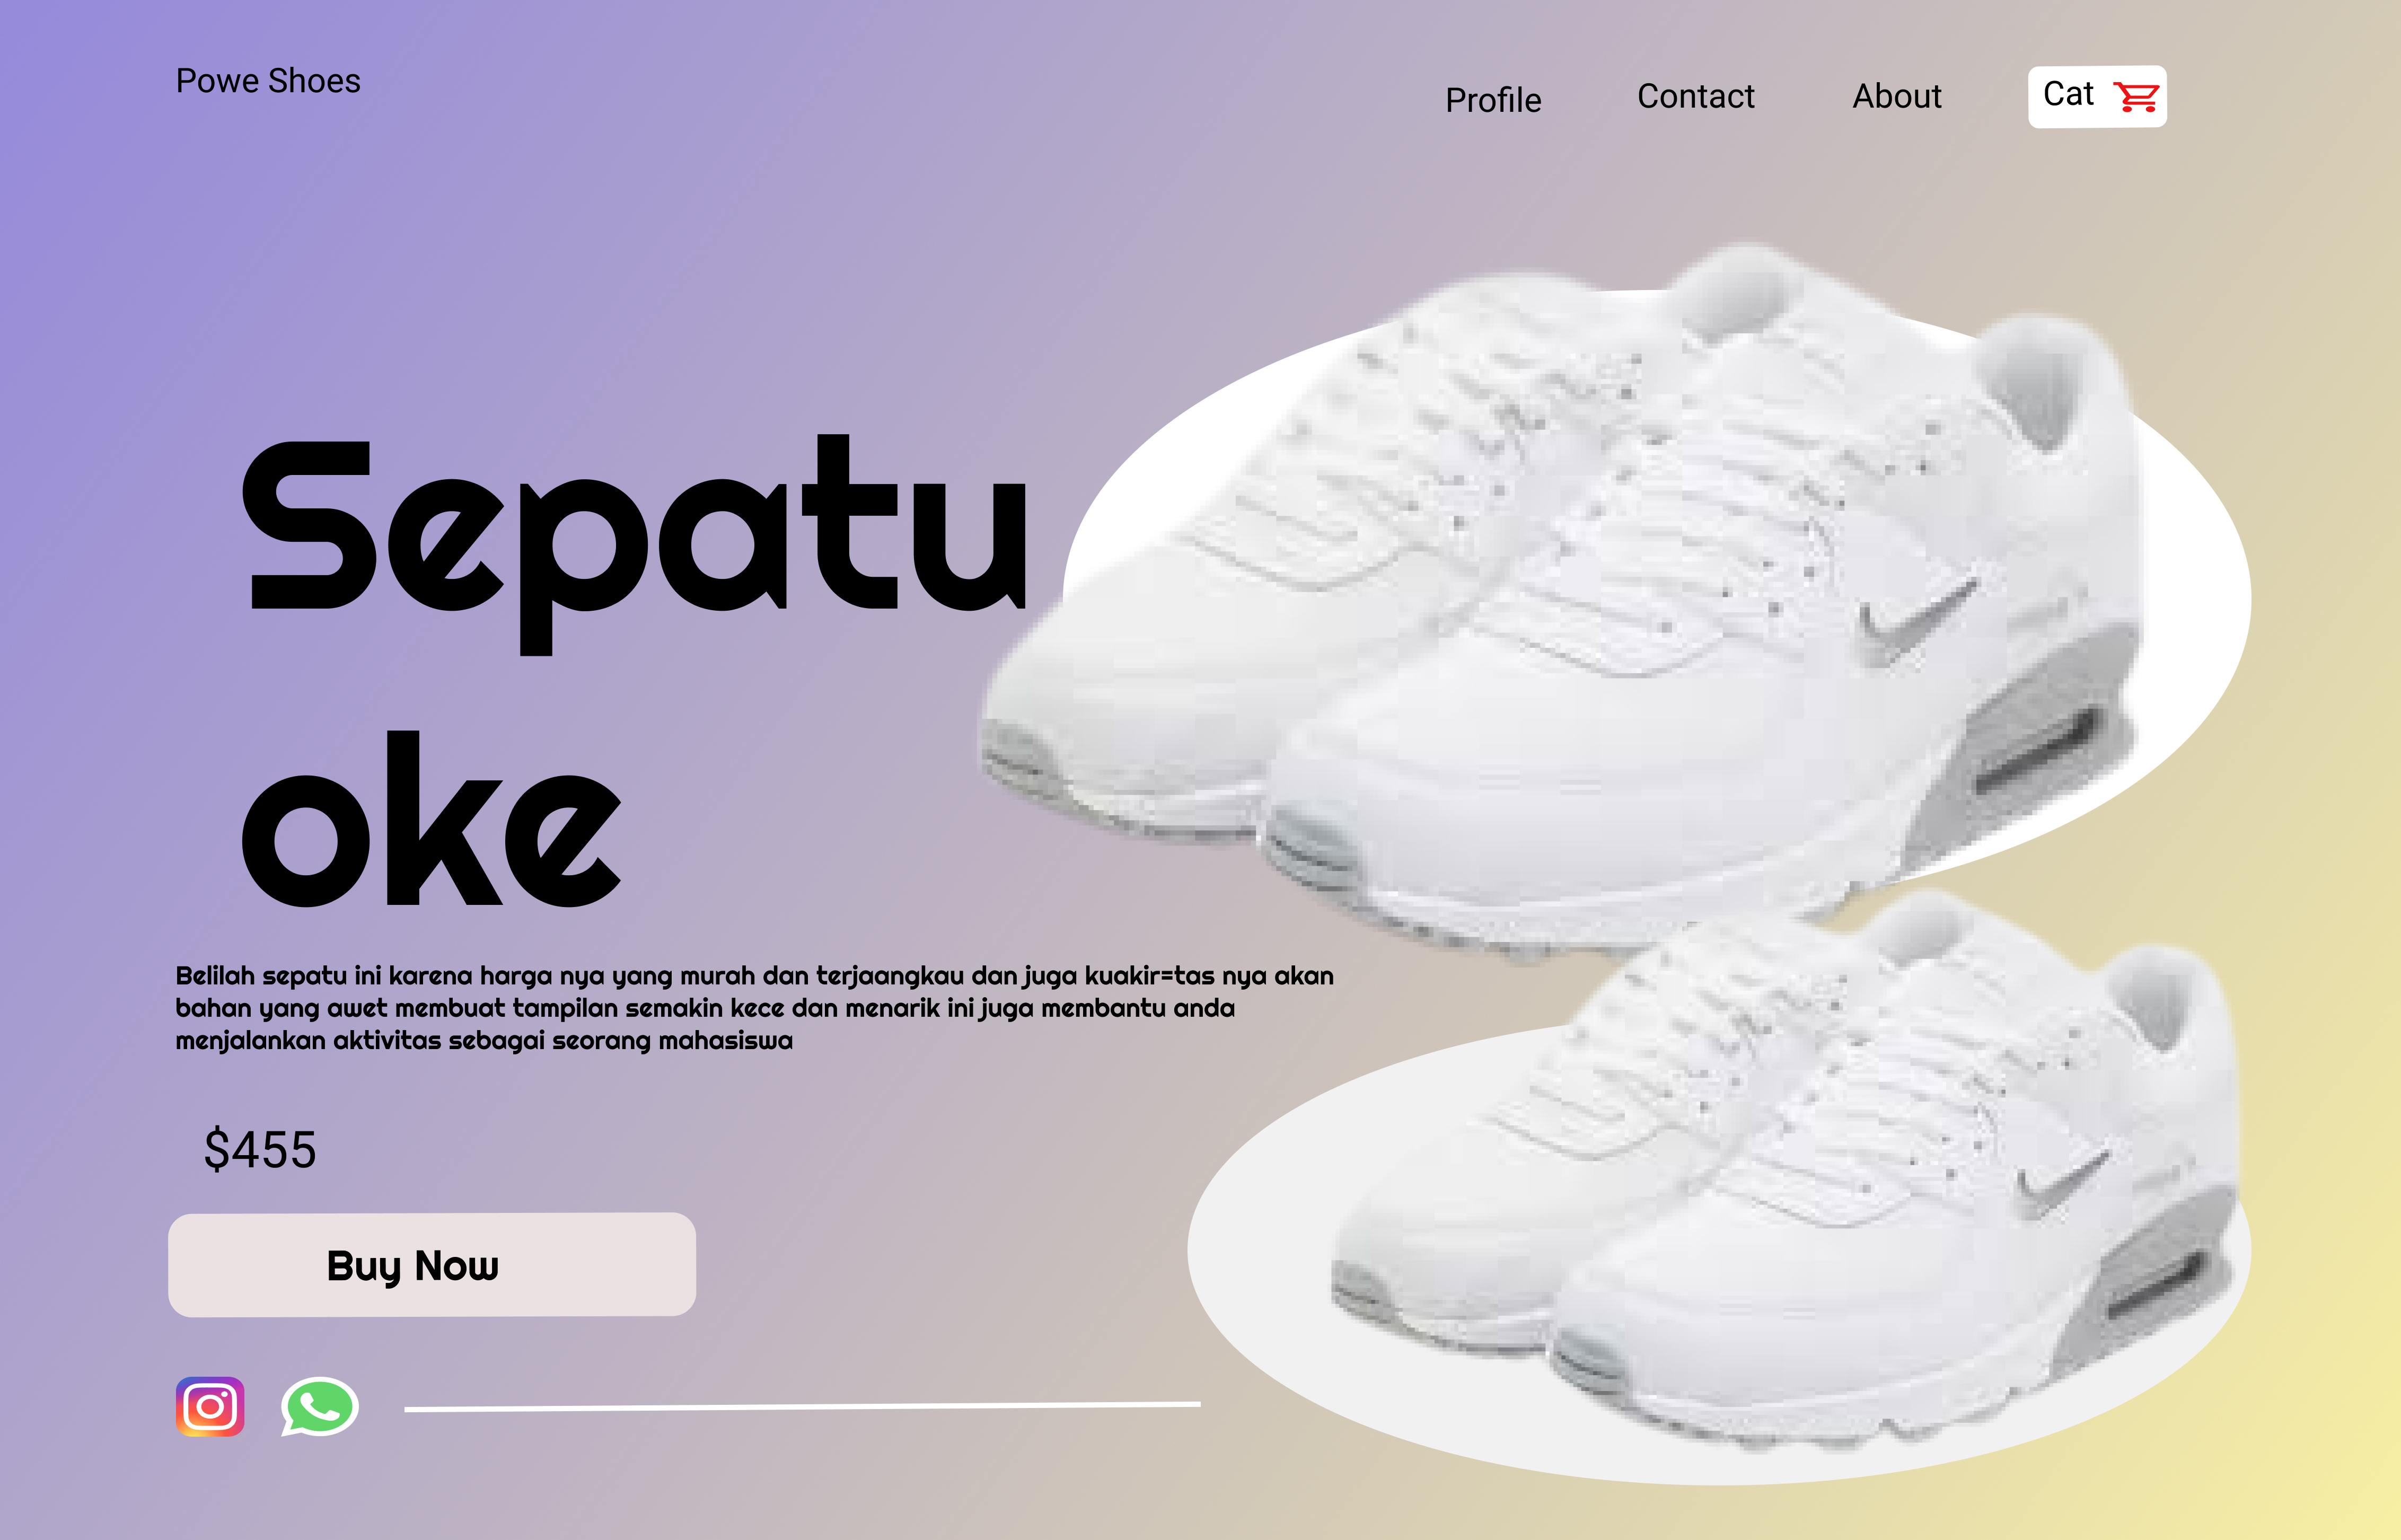 Powe Shoes
Profile
Contact
About
Cat
Sepatu
oke
Belilah sepatu ini karena harga nya yang murah dan terjaangkau dan juga kuakir=tas nya akan
bahan yang awet membuat tampilan semakin kece dan menarik ini juga membantu anda
menjalankan aktivitas sebagai seorang mahasiswa
$455
Buy Now